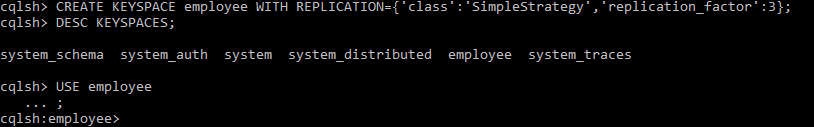 cqlsh> CREATE KEYSPACE employee WITH REPLICATION={'class':'SimpleStrategy','replication_factor':3};
cqlsh> DESC KEYSPACES;
system_schema  system_auth  system  system_distributed  employee  system_traces
cqlsh> USE employee
   ... ;
cqlsh:employee>